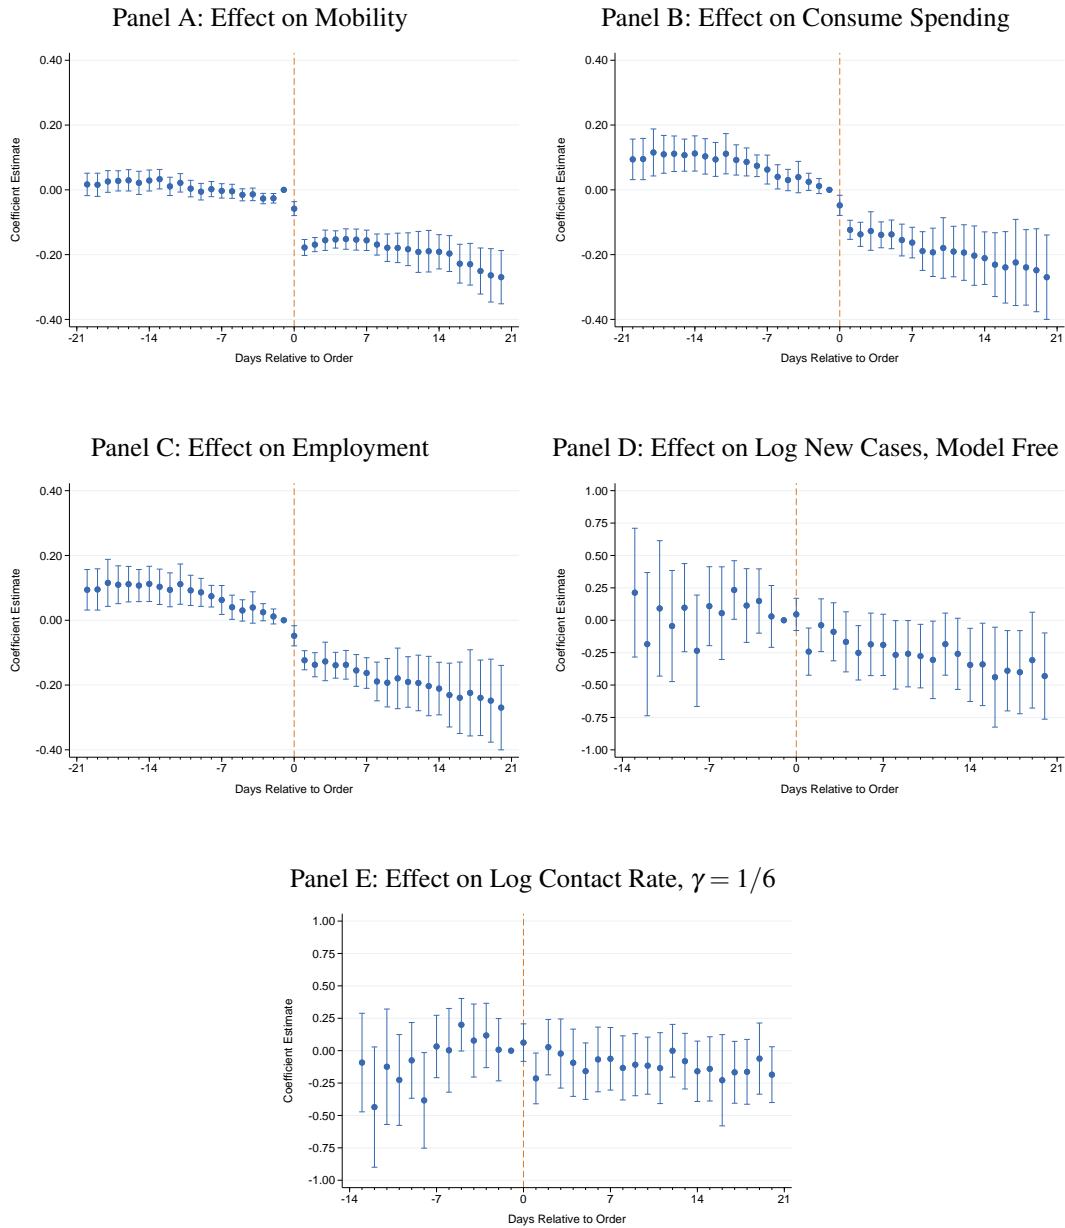 Panel A: Effect on Mobility
0.40
0.20
0.00
-0.20
-0.40
Coefficient Estimate
-21 -14 -7 0 7 14 21
Days Relative to Order
Panel B: Effect on Consume Spending
0.40
0.20
0.00
-0.20
-0.40
Coefficient Estimate
-21 -14 -7 0 7 14 21
Days Relative to Order
Panel C: Effect on Employment
0.40
0.20
0.00
-0.20
-0.40
Coefficient Estimate
-21 -14 -7 0 7 14 21
Days Relative to Order
Panel D: Effect on Log New Cases, Model Free
1.00
0.75
0.50
0.25
0.00
-0.25
-0.50
-0.75
-1.00
Coefficient Estimate
-14 -7 0 7 14 21
Days Relative to Order
Panel E: Effect on Log Contact Rate, γ = 1/6
1.00
0.75
0.50
0.25
0.00
-0.25
-0.50
-0.75
-1.00
Coefficient Estimate
-14 -7 0 7 14 21
Days Relative to Order